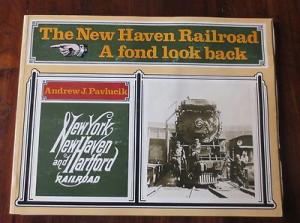 The New Haven Railroad
A fond look back
Andrew J. Pavlucik
New York
New Haven
and Hartford
RAILROAD